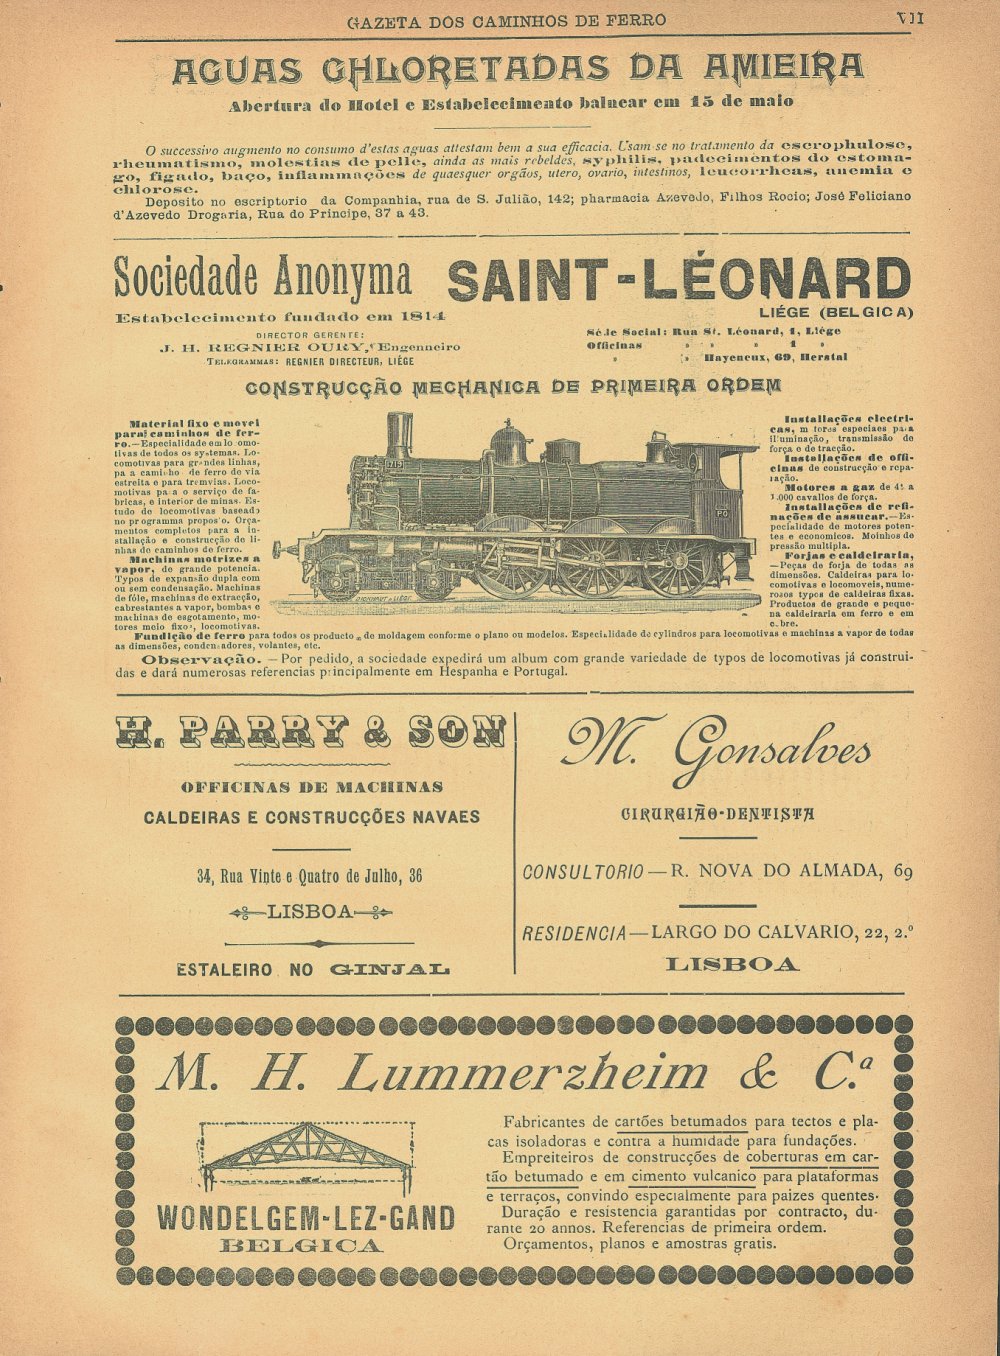 GAZETA DOS CAMINHOS DE FERRO
VII
AGUAS CHLORETADAS DA AMIEIRA
Abertura do Hotel e Estabelecimento balnear em 15 de maio
O successivo augmento no consumo d'estas aguas attestam bem a sua efficacia. Usam-se no tratamento da escrophulose,
rheumatismo, molestias de pelle, ainda as mais rebeldes, syphilis, padecimentos do estoma-
go, figado, baço, inflammações de quaesquer orgãos, utero, ovario, intestinos, leucorrheas, anemia e
chlorose.
Deposito no escriptorio da Companhia, rua de S. Julião, 142; pharmacia Azevedo, Filhos Rocio; José Feliciano
d'Azevedo Drogaria, Rua do Principe, 37 a 43.
Sociedade Anonyma SAINT-LÉONARD
Estabelecimento fundado em 1814
LIÉGE (BELGICA)
DIRECTOR GERENTE:
J. H. REGNIER OURY, Engenneiro
TELEGRAMMAS: REGNIER DIRECTEUR, LIÉGE
Séde Social: Rua St. Léonard, 1, Liége
Officinas » » » 1 »
» » Hayeneux, 69, Herstal
CONSTRUCÇÃO MECHANICA DE PRIMEIRA ORDEM
Material fixo e movel
para caminhos de fer-
ro.—Especialidade em lo omo-
tivas de todos os systemas. Lo-
comotivas para grandes linhas,
pa a caminho de ferro de via
estreita e para tremvias. Loco-
motivas pa a o serviço de fa-
bricas, e interior de minas. Es-
tudo de locomotivas baseado
no programma propos o. Orça-
mentos completos para a in-
stallação e construcção de li-
nhas de caminhos de ferro.
Machinas motrizes a
vapor, de grande potencia.
Typos de expansão dupla com
ou sem condensação. Machinas
de fôle, machinas de extracção,
cabrestantes a vapor, bombas e
machinas de esgotamento, mo-
tores meio fixos, locomotivas.
1719
PO
Installações electri-
cas, m tores especiaes para
illuminação, transmissão de
força e de tracção.
Installações de offi-
cinas de construcção e repa-
ração.
Motores a gaz de 4 a
1.000 cavallos de força.
Installações de refi-
nações de assucar.—Es-
pecialidade de motores poten-
tes e economicos. Moinhos de
pressão multipla.
Forjas e caldeiraria,
—Peças de forja de todas as
dimensões. Caldeiras para lo-
comotivas e locomoveis, nume-
rosos typos de caldeiras fixas.
Productos de grande e peque-
na caldeiraria em ferro e em
cobre.
Fundição de ferro para todos os producto de moldagem conforme o plano ou modelos. Especialidade de cylindros para locomotivas e machinas a vapor de todas
as dimensões, condensadores, volantes, etc.
Observação. — Por pedido, a sociedade expedirá um album com grande variedade de typos de locomotivas já construi-
das e dará numerosas referencias principalmente em Hespanha e Portugal.
H. PARRY & SON
OFFICINAS DE MACHINAS
CALDEIRAS E CONSTRUCÇÕES NAVAES
34, Rua Vinte e Quatro de Julho, 36
LISBOA
ESTALEIRO NO GINJAL
M. Gonsalves
CIRURGIÃO-DENTISTA
CONSULTORIO—R. NOVA DO ALMADA, 69
RESIDENCIA—LARGO DO CALVARIO, 22, 2.º
LISBOA
M. H. Lummerzheim & C.ª
WONDELGEM-LEZ-GAND
BELGICA
Fabricantes de cartões betumados para tectos e pla-
cas isoladoras e contra a humidade para fundações.
Empreiteiros de construcções de coberturas em car-
tão betumado e em cimento vulcanico para plataformas
e terraços, convindo especialmente para paizes quentes.
Duração e resistencia garantidas por contracto, du-
rante 20 annos. Referencias de primeira ordem.
Orçamentos, planos e amostras gratis.